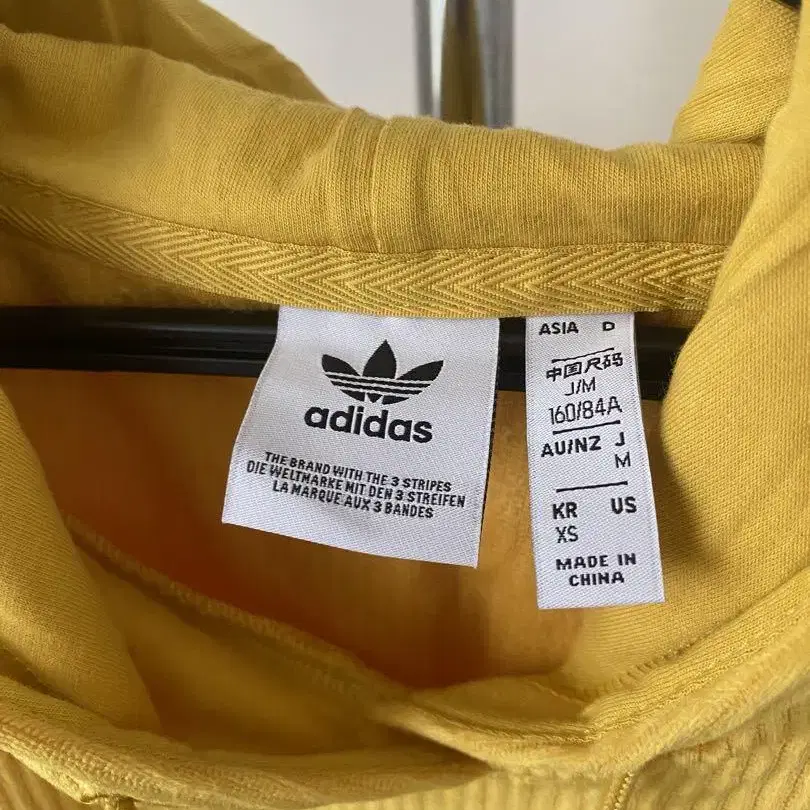 adidas
THE BRAND WITH THE 3 STRIPES
DIE WELTMARKE MIT DEN 3 STREIFEN
LA MARQUE AUX 3 BANDES
ASIA D
中国尺码
J/M
160/84A
AU/NZ J
M
KR US
XS
MADE IN
CHINA